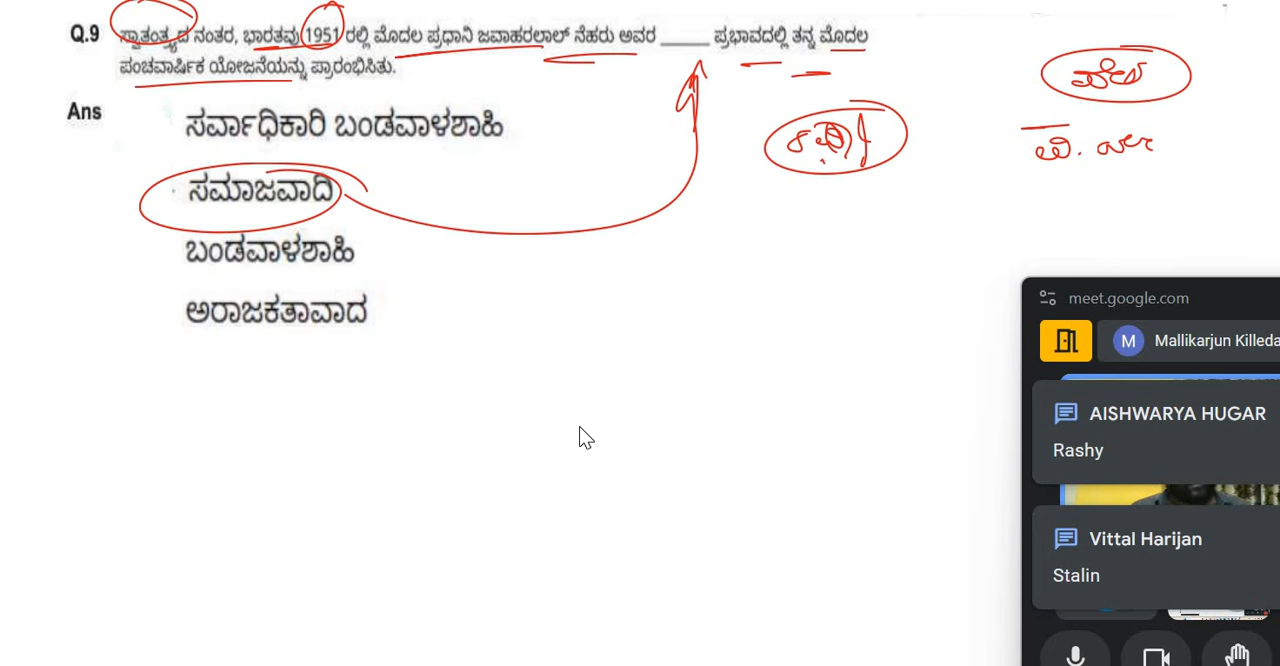 Q.9 ಸ್ವಾತಂತ್ರ್ಯದ ನಂತರ, ಭಾರತವು 1951 ರಲ್ಲಿ ಮೊದಲ ಪ್ರಧಾನಿ ಜವಾಹರಲಾಲ್ ನೆಹರು ಅವರ _____ ಪ್ರಭಾವದಲ್ಲಿ ತನ್ನ ಮೊದಲ
ಪಂಚವಾರ್ಷಿಕ ಯೋಜನೆಯನ್ನು ಪ್ರಾರಂಭಿಸಿತು.
Ans
ಸರ್ವಾಧಿಕಾರಿ ಬಂಡವಾಳಶಾಹಿ
ಸಮಾಜವಾದಿ
ಬಂಡವಾಳಶಾಹಿ
ಅರಾಜಕತಾವಾದ
meet.google.com
M Mallikarjun Killeda
AISHWARYA HUGAR
Rashy
Vittal Harijan
Stalin